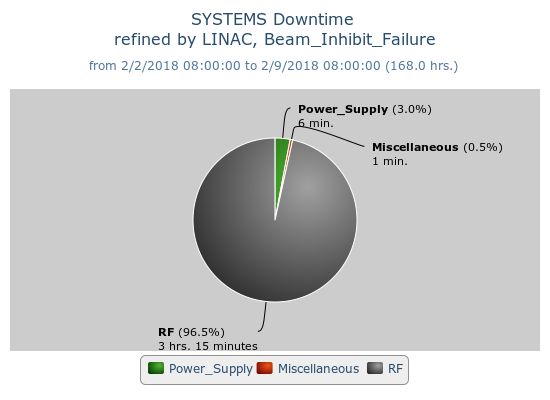 SYSTEMS Downtime
refined by LINAC, Beam_Inhibit_Failure
from 2/2/2018 08:00:00 to 2/9/2018 08:00:00 (168.0 hrs.)
Power_Supply (3.0%)
6 min.
Miscellaneous (0.5%)
1 min.
RF (96.5%)
3 hrs. 15 minutes
Power_Supply Miscellaneous RF